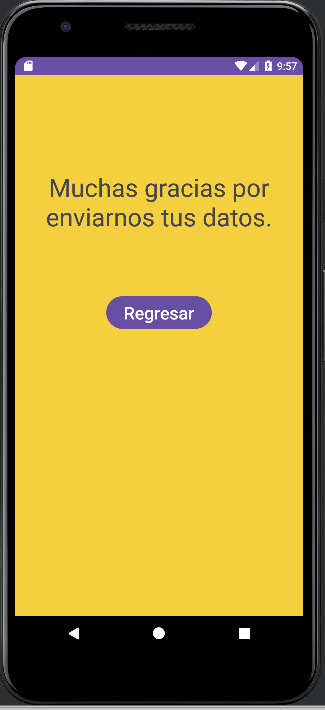 9:57
Muchas gracias por
enviarnos tus datos.
Regresar